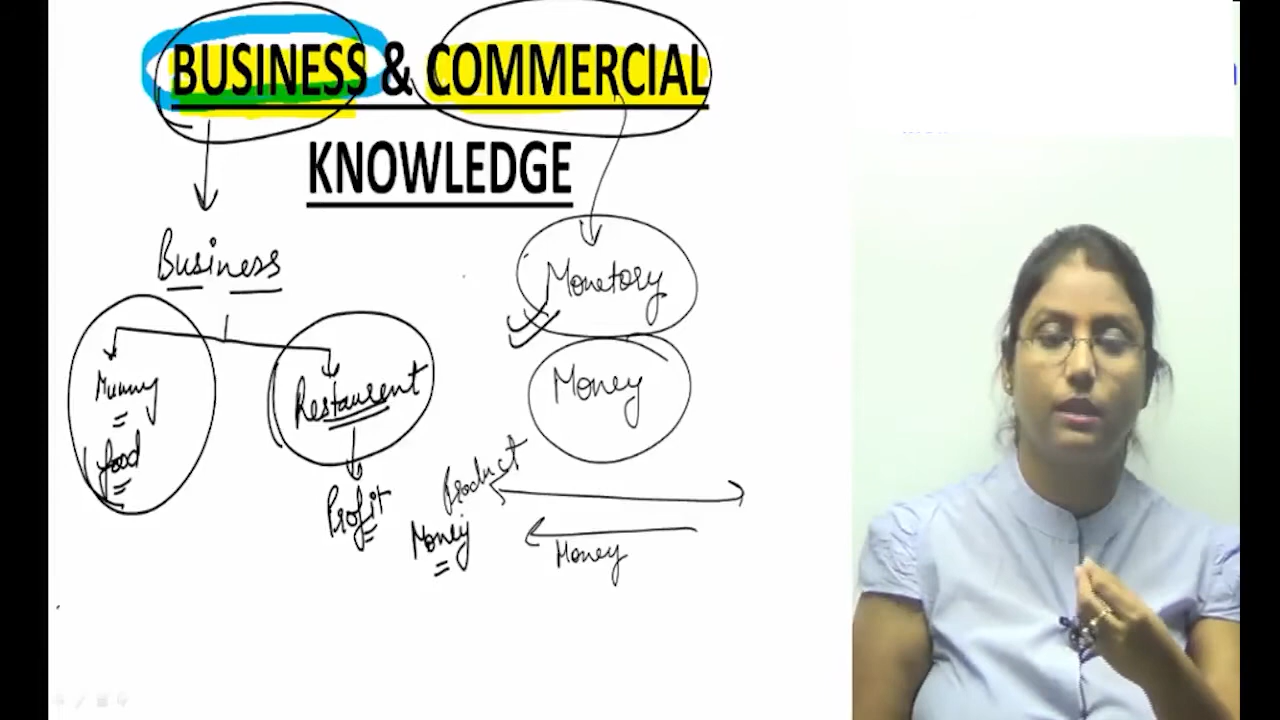 BUSINESS & COMMERCIAL
KNOWLEDGE
Business
Monetory
Mummy
food
Restaurent
Profit
Money
Product
Money
Money